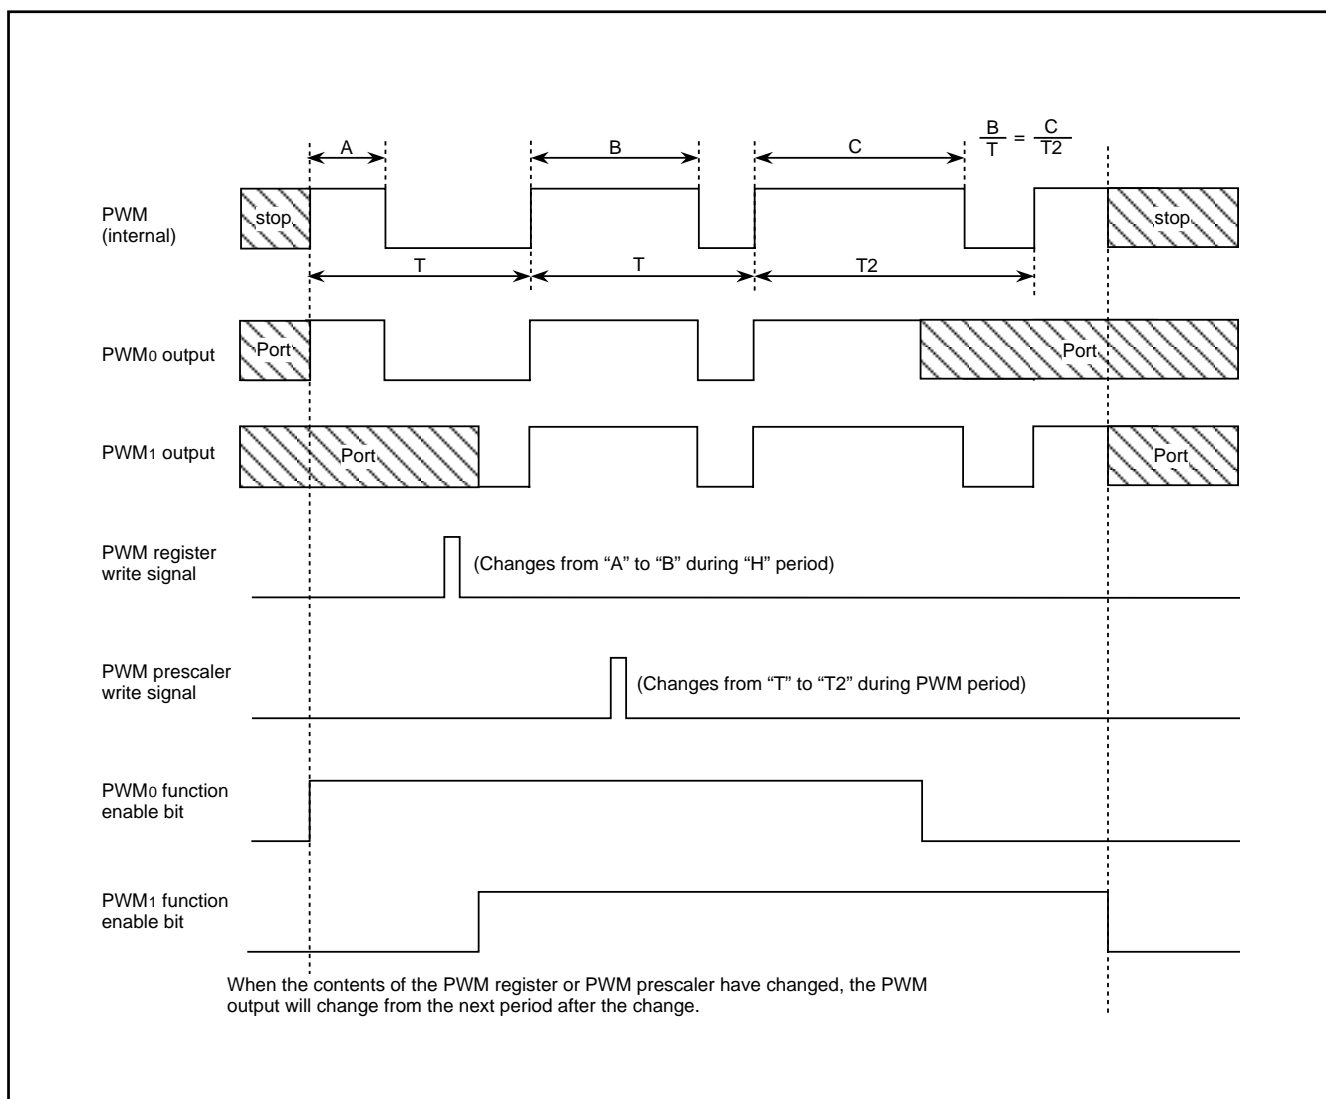 A
B
C
B
T
=
C
T2
PWM
(internal)
stop
stop
T
T
T2
PWM0 output
Port
Port
PWM1 output
Port
Port
PWM register
write signal
(Changes from “A” to “B” during “H” period)
PWM prescaler
write signal
(Changes from “T” to “T2” during PWM period)
PWM0 function
enable bit
PWM1 function
enable bit
When the contents of the PWM register or PWM prescaler have changed, the PWM
output will change from the next period after the change.